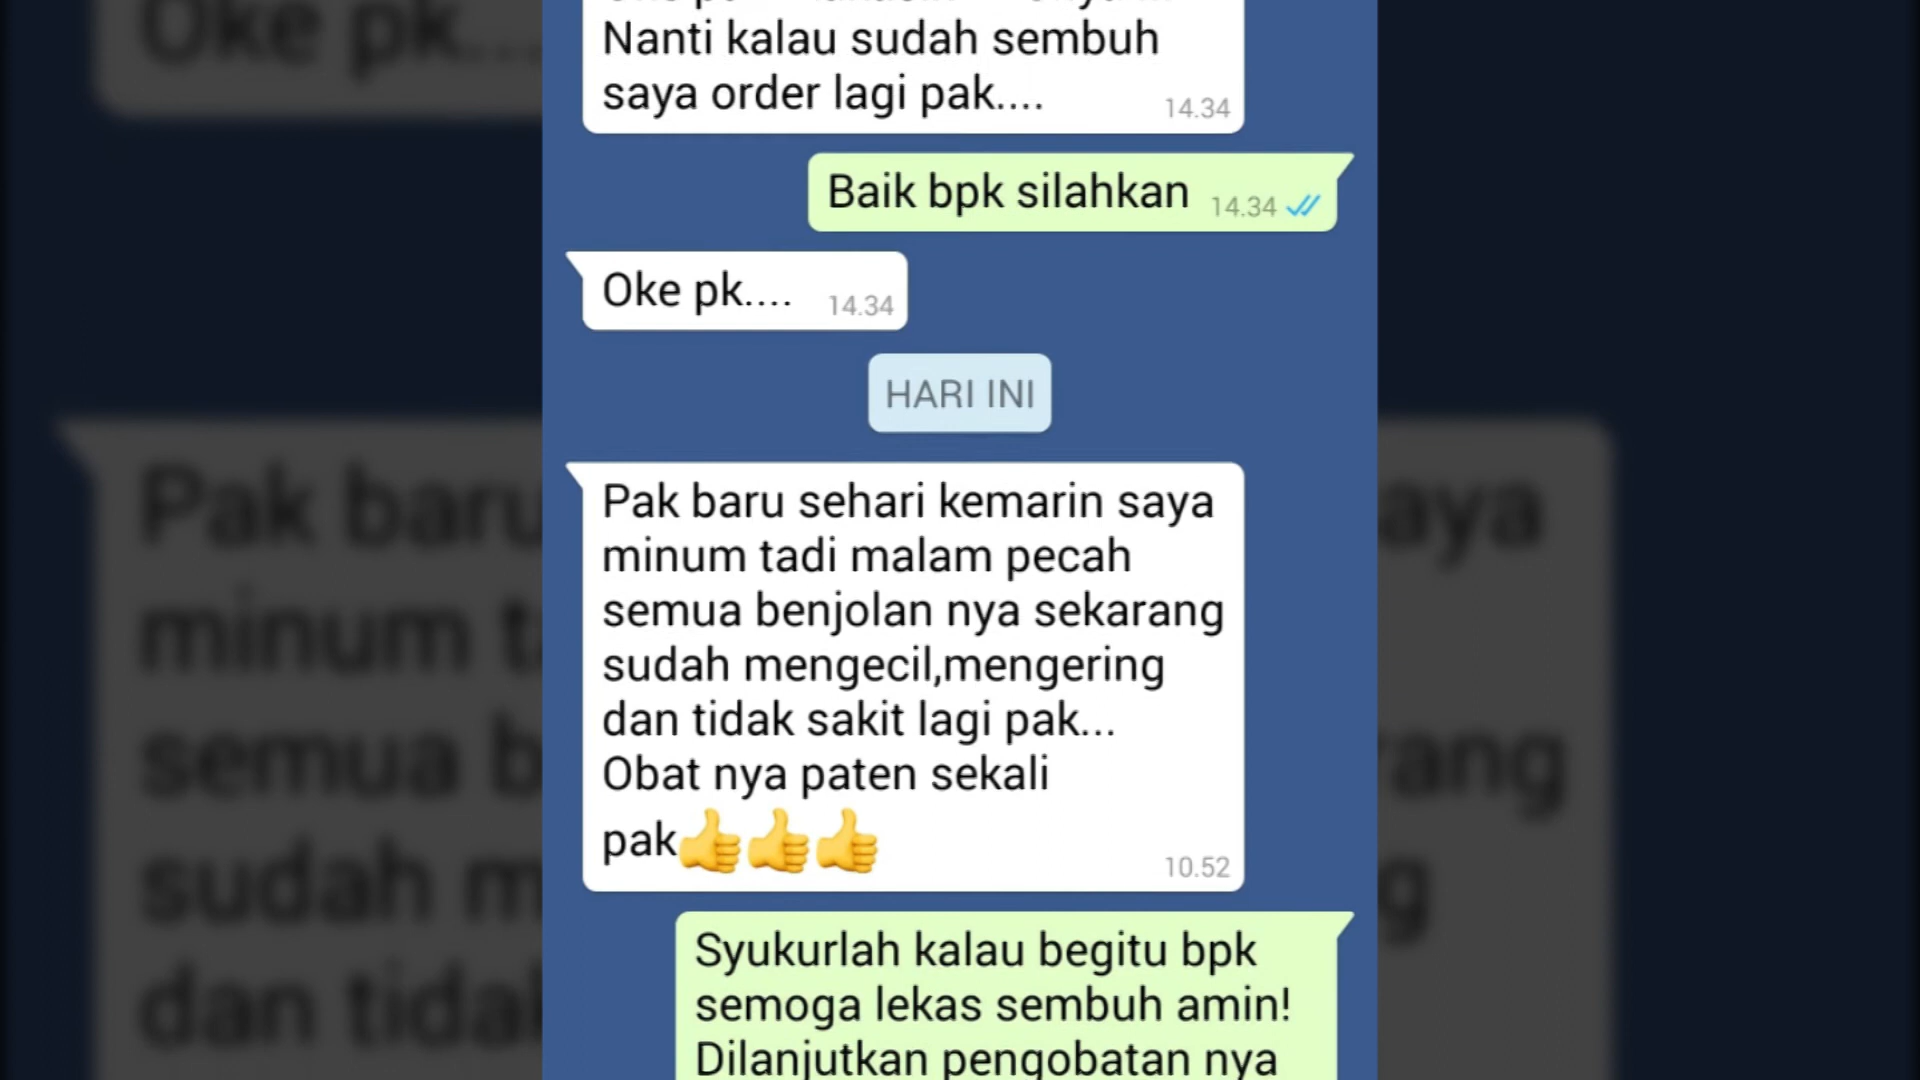 Nanti kalau sudah sembuh
saya order lagi pak....
14.34
Baik bpk silahkan
14.34
Oke pk....
14.34
HARI INI
Pak baru sehari kemarin saya
minum tadi malam pecah
semua benjolan nya sekarang
sudah mengecil,mengering
dan tidak sakit lagi pak...
Obat nya paten sekali
pak👍👍👍
10.52
Syukurlah kalau begitu bpk
semoga lekas sembuh amin!
Dilanjutkan pengobatan nya